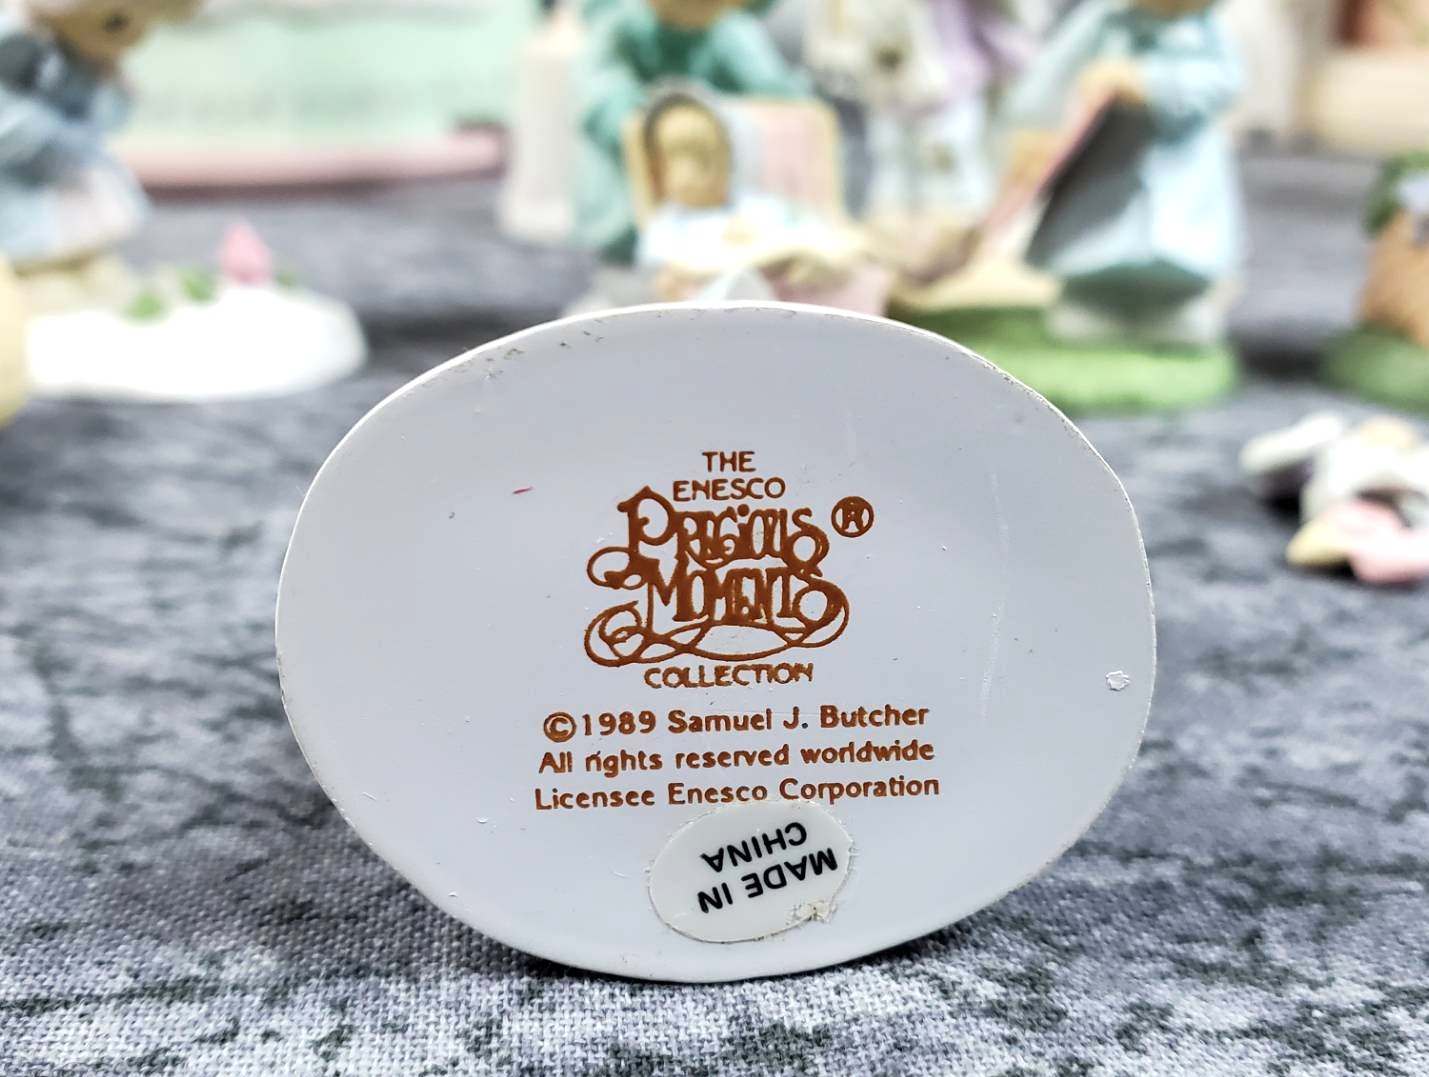 THE
ENESCO
PRECIOUS ®
MOMENTS
COLLECTION
©1989 Samuel J. Butcher
All rights reserved worldwide
Licensee Enesco Corporation
MADE IN
CHINA